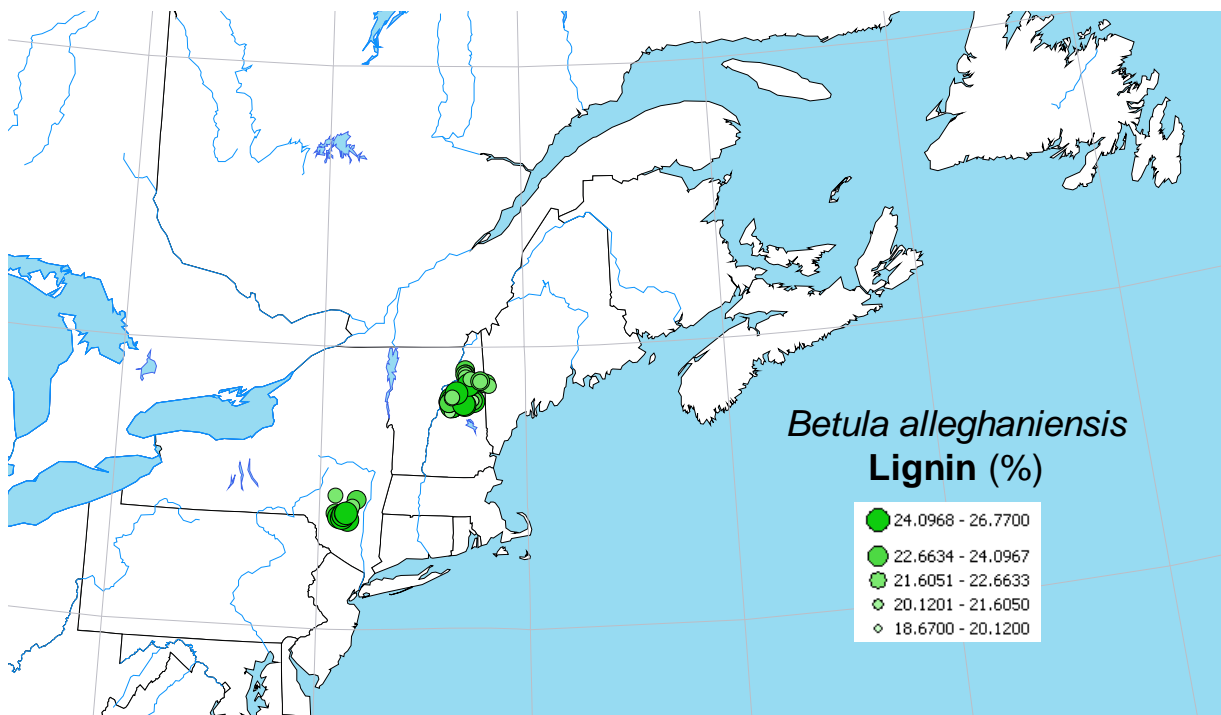 Betula alleghaniensis
Lignin (%)
24.0968 - 26.7700
22.6634 - 24.0967
21.6051 - 22.6633
20.1201 - 21.6050
18.6700 - 20.1200